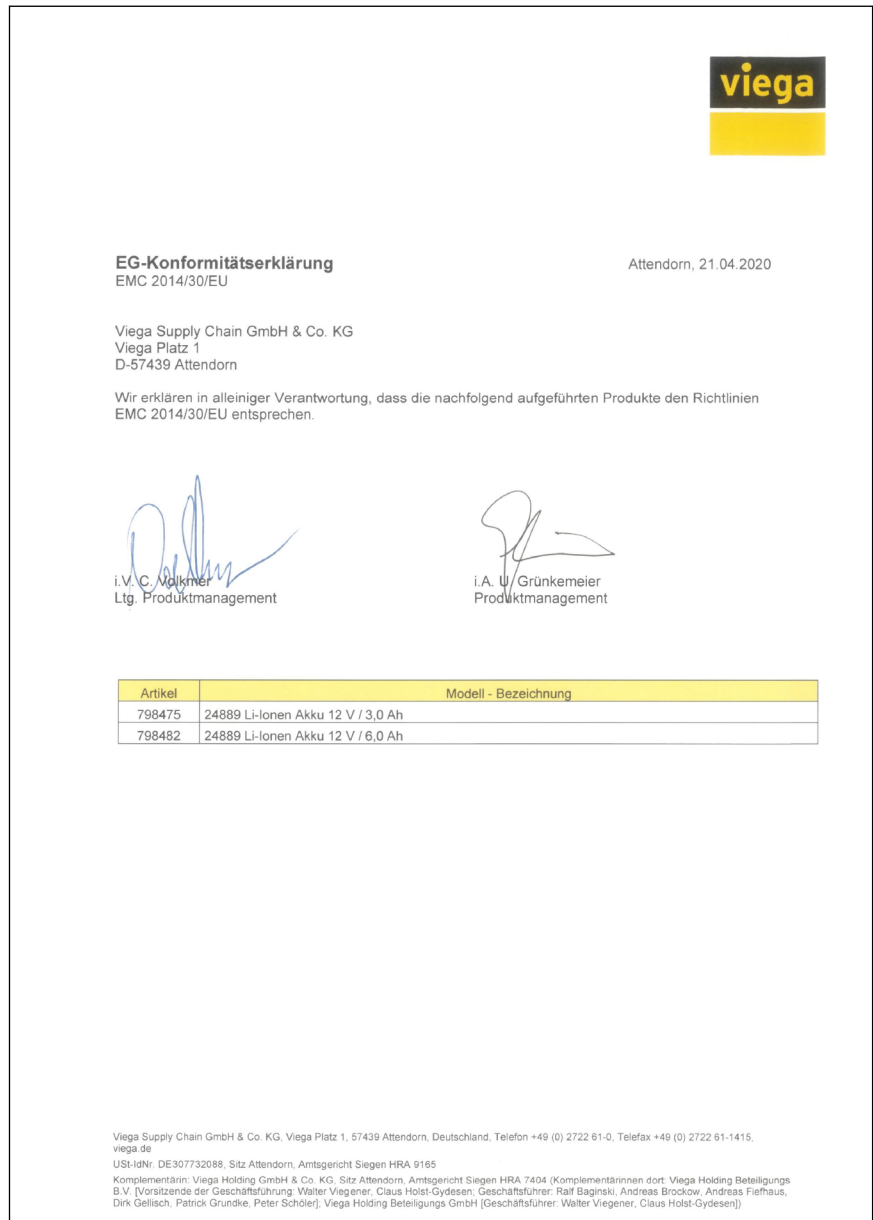 viega
EG-Konformitätserklärung
Attendorn, 21.04.2020
EMC 2014/30/EU
Viega Supply Chain GmbH & Co. KG
Viega Platz 1
D-57439 Attendorn
Wir erklären in alleiniger Verantwortung, dass die nachfolgend aufgeführten Produkte den Richtlinien
EMC 2014/30/EU entsprechen.
i.V. C. Volkmer
Ltg. Produktmanagement
i.A. U. Grünkemeier
Produktmanagement
Artikel Modell - Bezeichnung
798475 24889 Li-Ionen Akku 12 V / 3,0 Ah
798482 24889 Li-Ionen Akku 12 V / 6,0 Ah
Viega Supply Chain GmbH & Co. KG, Viega Platz 1, 57439 Attendorn, Deutschland, Telefon +49 (0) 2722 61-0, Telefax +49 (0) 2722 61-1415,
viega.de
USt-IdNr. DE307732088, Sitz Attendorn, Amtsgericht Siegen HRA 9165
Komplementärin: Viega Holding GmbH & Co. KG, Sitz Attendorn, Amtsgericht Siegen HRA 7404 (Komplementärinnen dort: Viega Holding Beteiligungs
B.V. [Vorsitzende der Geschäftsführung: Walter Viegener, Claus Holst-Gydesen; Geschäftsführer: Ralf Baginski, Andreas Brockow, Andreas Fiefhaus,
Dirk Gellisch, Patrick Grundke, Peter Schöler]; Viega Holding Beteiligungs GmbH [Geschäftsführer: Walter Viegener, Claus Holst-Gydesen])